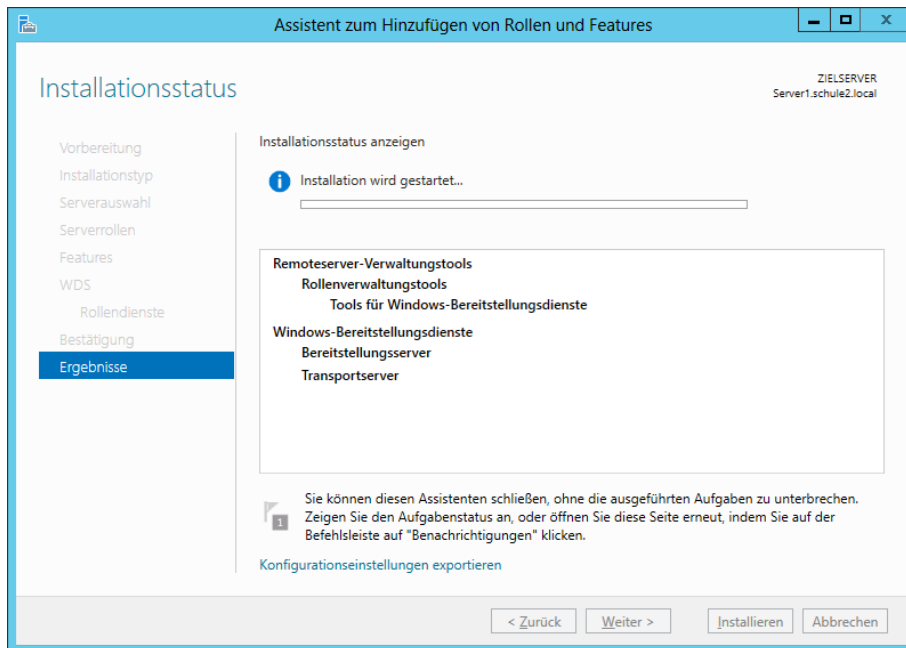 Assistent zum Hinzufügen von Rollen und Features
Installationsstatus
ZIELSERVER
Server1.schule2.local
Vorbereitung
Installationstyp
Serverauswahl
Serverrollen
Features
WDS
Rollendienste
Bestätigung
Ergebnisse
Installationsstatus anzeigen
Installation wird gestartet...
Remoteserver-Verwaltungstools
Rollenverwaltungstools
Tools für Windows-Bereitstellungsdienste
Windows-Bereitstellungsdienste
Bereitstellungsserver
Transportserver
1
Sie können diesen Assistenten schließen, ohne die ausgeführten Aufgaben zu unterbrechen.
Zeigen Sie den Aufgabenstatus an, oder öffnen Sie diese Seite erneut, indem Sie auf der
Befehlsleiste auf "Benachrichtigungen" klicken.
Konfigurationseinstellungen exportieren
< Zurück
Weiter >
Installieren
Abbrechen